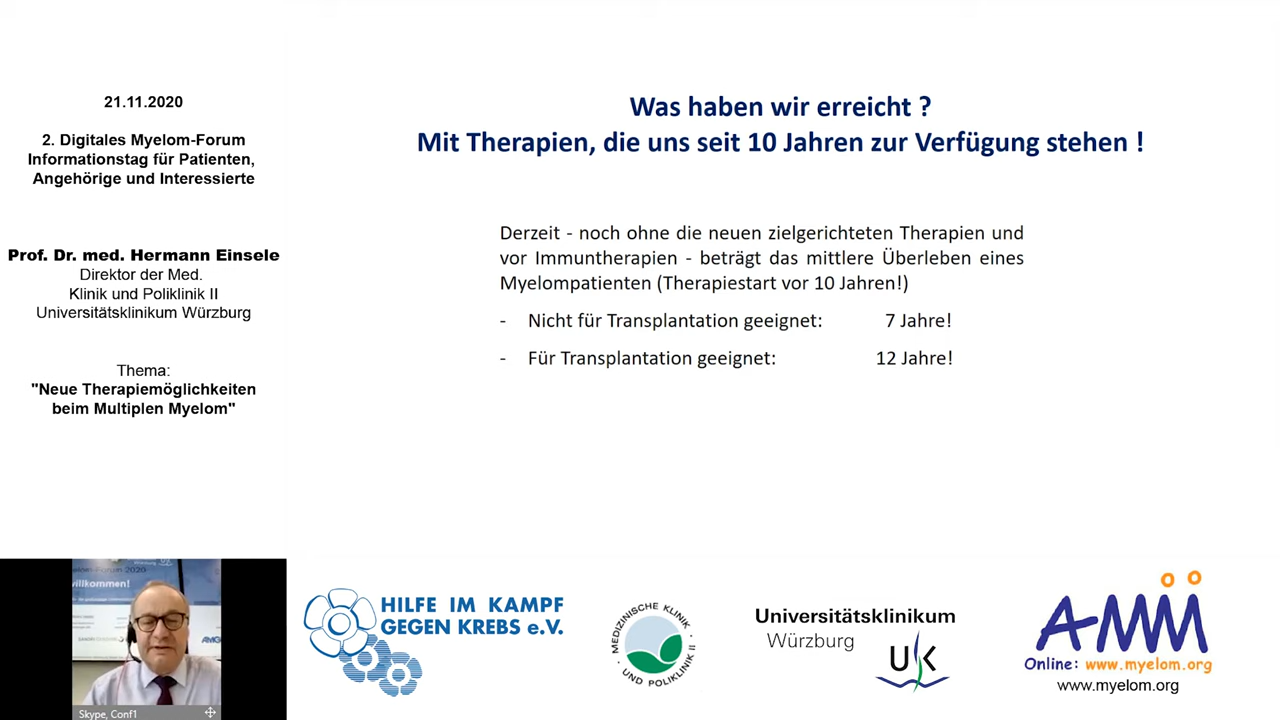 21.11.2020
2. Digitales Myelom-Forum
Informationstag für Patienten,
Angehörige und Interessierte
Prof. Dr. med. Hermann Einsele
Direktor der Med.
Klinik und Poliklinik II
Universitätsklinikum Würzburg
Thema:
"Neue Therapiemöglichkeiten
beim Multiplen Myelom"
Was haben wir erreicht ?
Mit Therapien, die uns seit 10 Jahren zur Verfügung stehen !
Derzeit - noch ohne die neuen zielgerichteten Therapien und
vor Immuntherapien - beträgt das mittlere Überleben eines
Myelompatienten (Therapiestart vor 10 Jahren!)
- Nicht für Transplantation geeignet: 7 Jahre!
- Für Transplantation geeignet: 12 Jahre!
willkommen!
Skype, Conf1
HILFE IM KAMPF
GEGEN KREBS e.V.
MEDIZINISCHE KLINIK
UND POLIKLINIK II
Universitätsklinikum
Würzburg
UK
AMM
Online: www.myelom.org
www.myelom.org